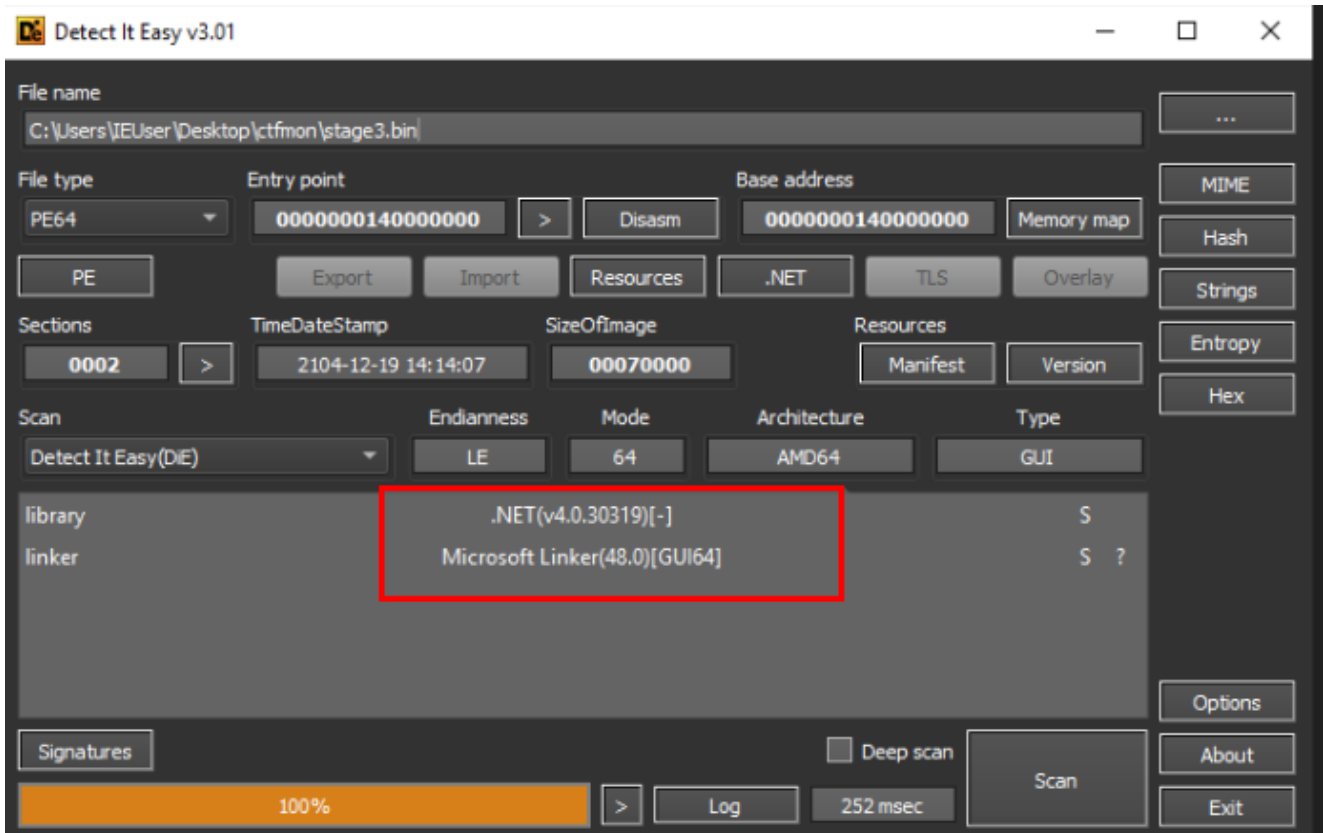 Detect It Easy v3.01
File name
C:\Users\IEUser\Desktop\ctfmon\stage3.bin
...
File type Entry point Base address
MIME
PE64 0000000140000000 > Disasm 0000000140000000 Memory map
Hash
PE Export Import Resources .NET TLS Overlay
Strings
Sections TimeDateStamp SizeOfImage Resources
Entropy
0002 > 2104-12-19 14:14:07 00070000 Manifest Version
Hex
Scan Endianness Mode Architecture Type
Detect It Easy(DiE) LE 64 AMD64 GUI
library .NET(v4.0.30319)[-] S
linker Microsoft Linker(48.0)[GUI64] S ?
Options
Signatures Deep scan Scan About
100% > Log 252 msec Exit